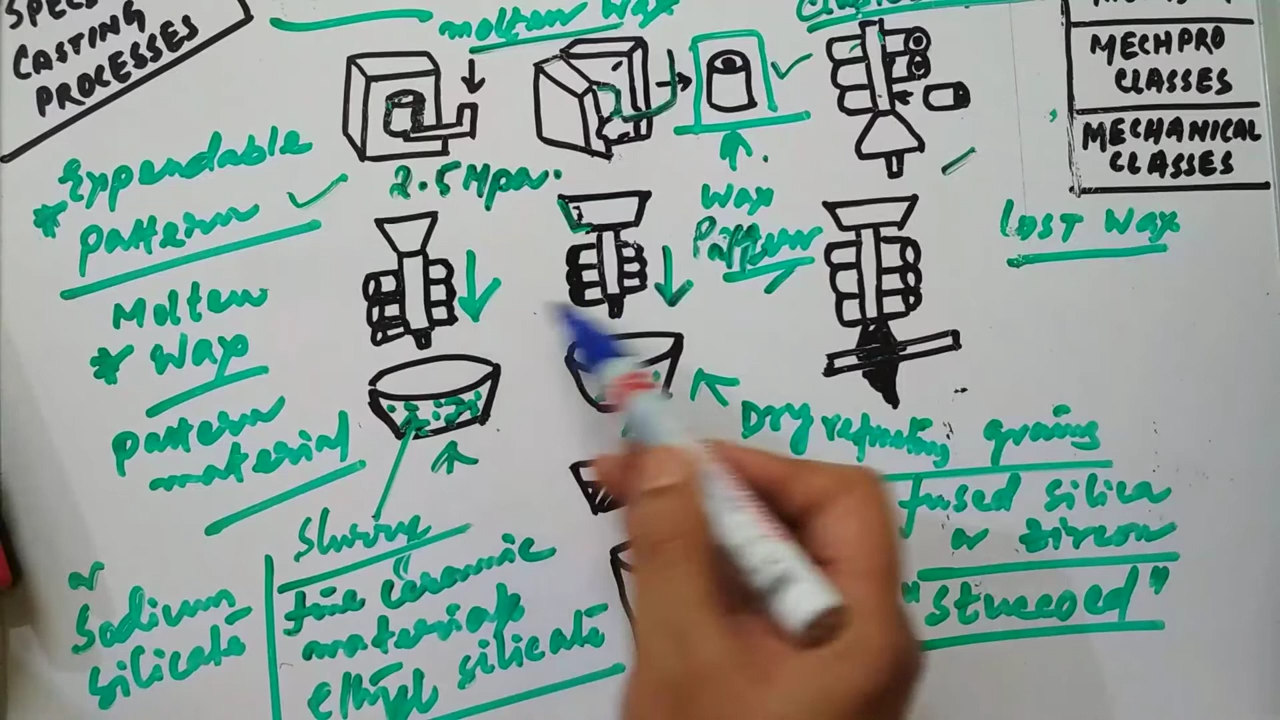 CASTING
PROCESSES
molten wax
MECHPRO
CLASSES
MECHANICAL
CLASSES
* Expendable
pattern
2.5 Mpa.
wax
Pattern
Lost wax
Molten
* wax
pattern
material
Dry refracting grains
fused silica
or zircon
"stuccoed"
Slurry
fine ceramic
materials
ethyl silicate
or
Sodium
silicate